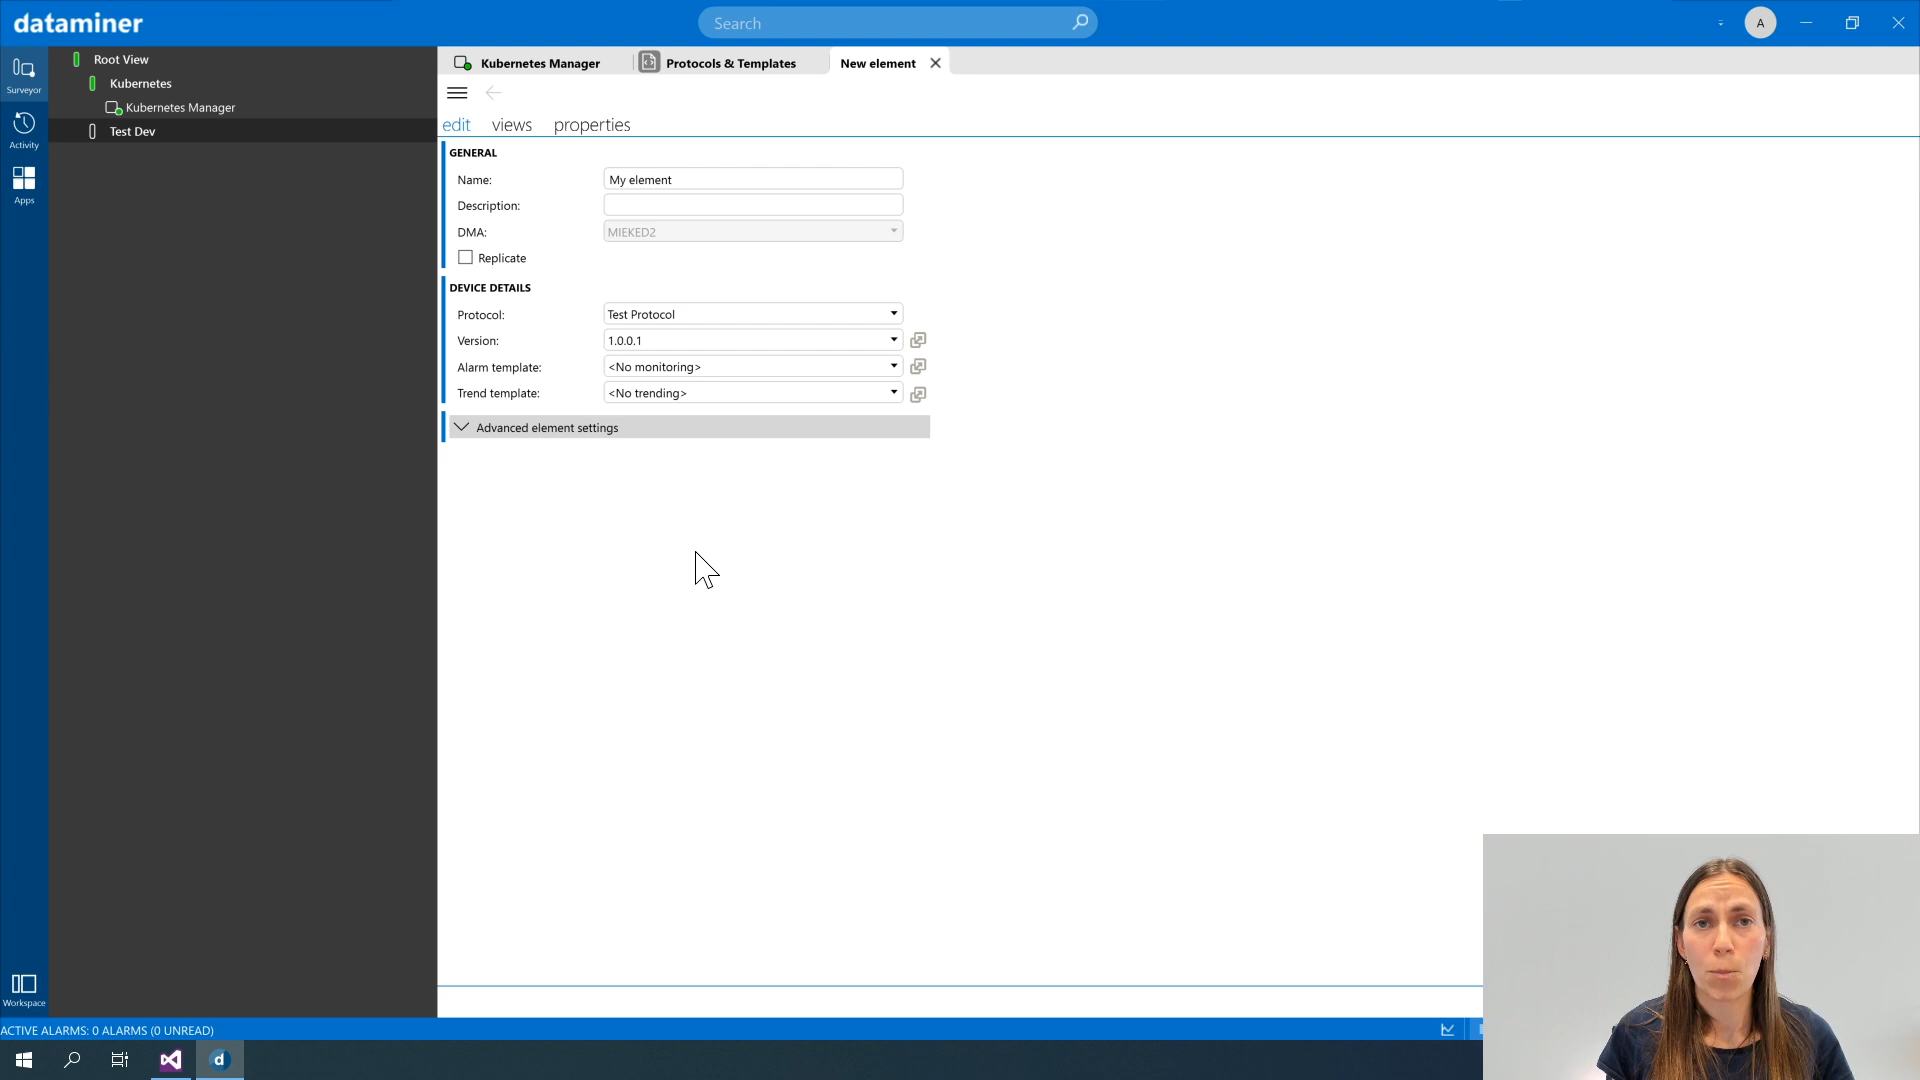 dataminer
Search
A
Surveyor
Activity
Apps
Workspace
Root View
Kubernetes
Kubernetes Manager
Test Dev
Kubernetes Manager
Protocols & Templates
New element
edit views properties
GENERAL
Name: My element
Description:
DMA: MIEKED2
Replicate
DEVICE DETAILS
Protocol: Test Protocol
Version: 1.0.0.1
Alarm template: <No monitoring>
Trend template: <No trending>
Advanced element settings
ACTIVE ALARMS: 0 ALARMS (0 UNREAD)
d